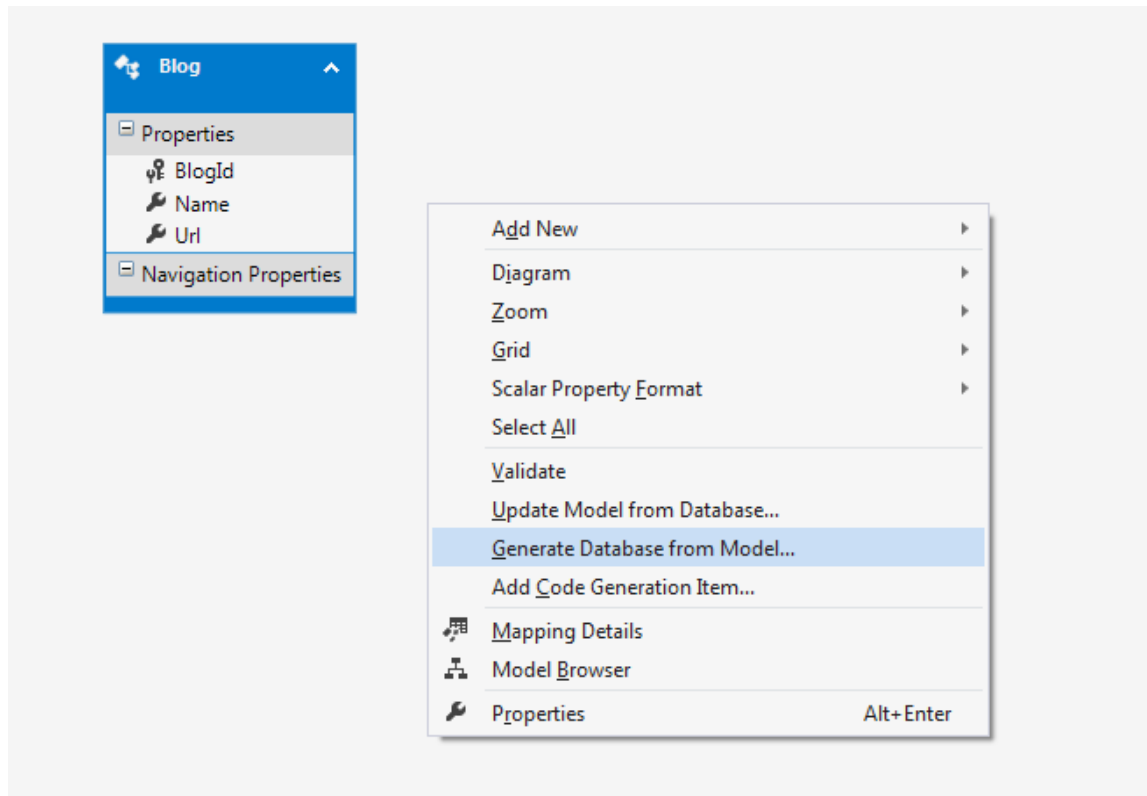 Blog
Properties
BlogId
Name
Url
Navigation Properties
Add New
Diagram
Zoom
Grid
Scalar Property Format
Select All
Validate
Update Model from Database...
Generate Database from Model...
Add Code Generation Item...
Mapping Details
Model Browser
Properties Alt+Enter